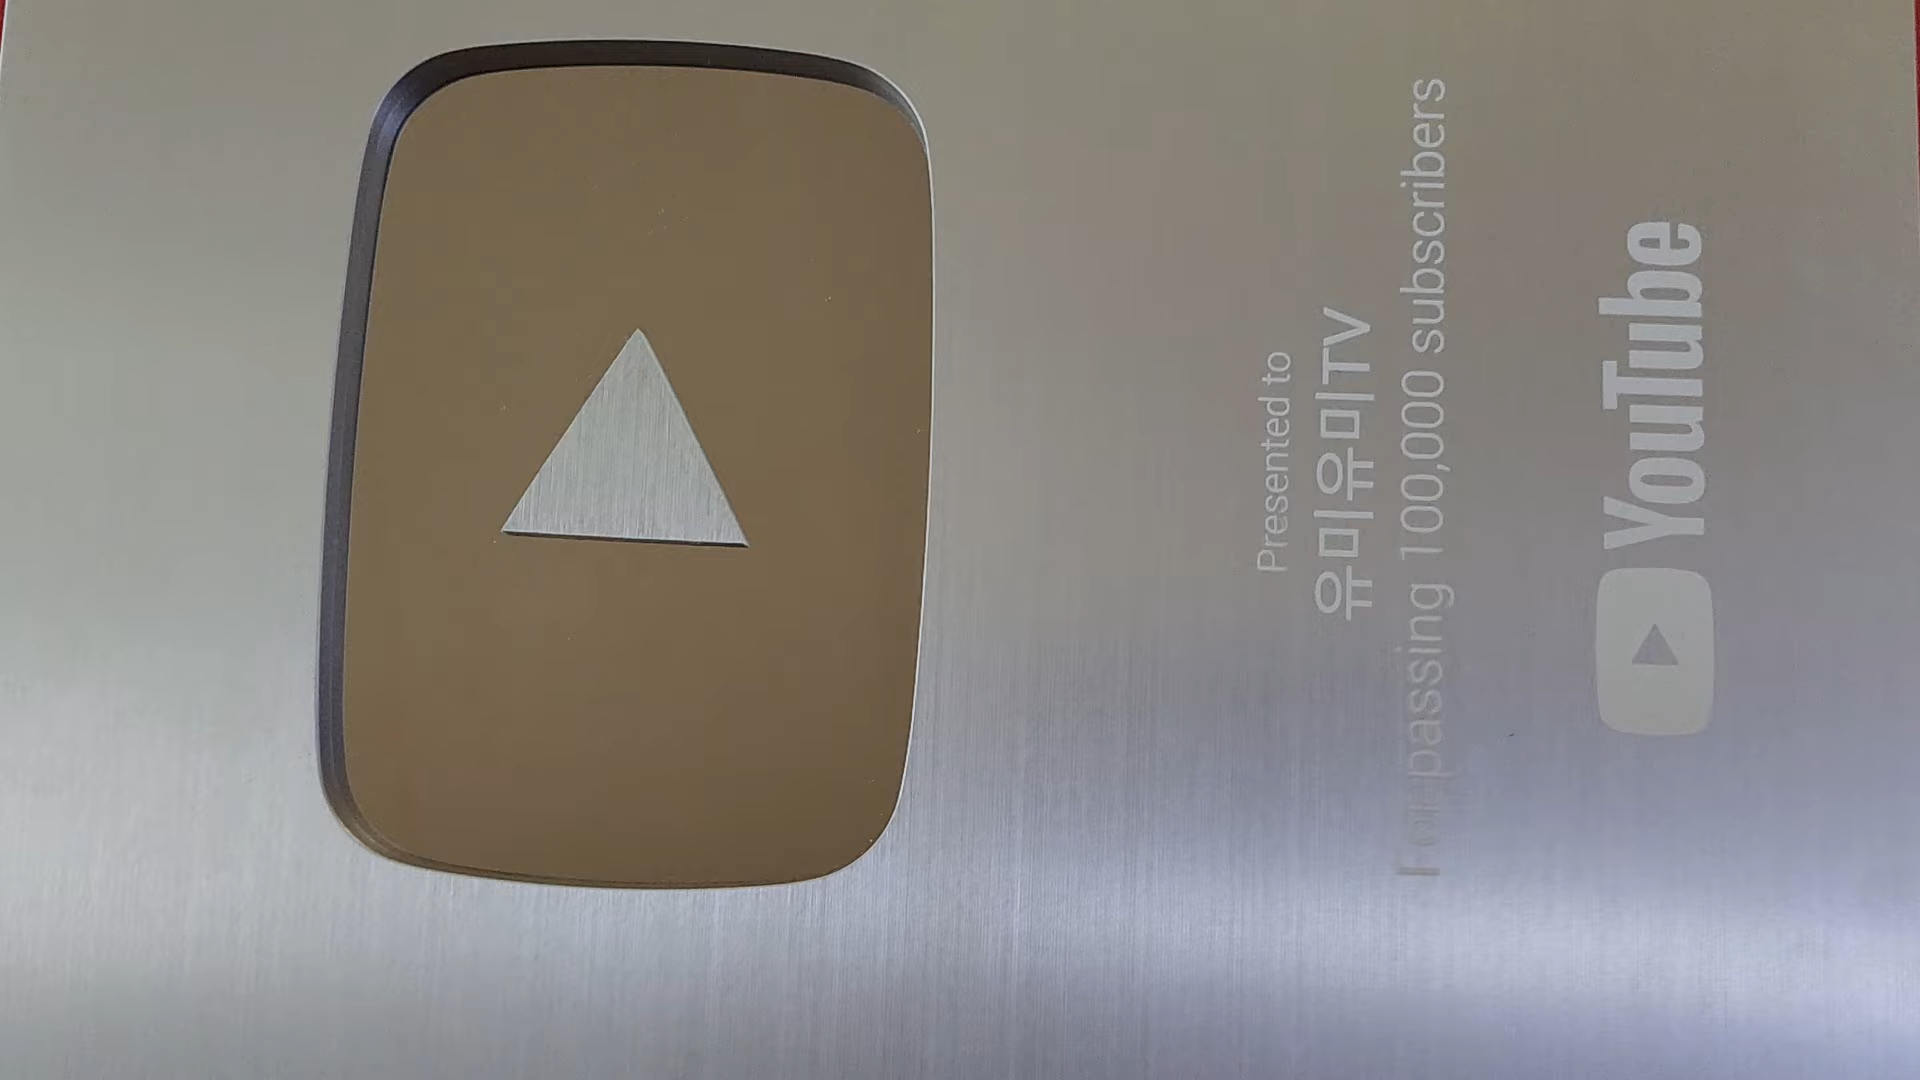 Presented to
유미유미TV
For passing 100,000 subscribers
YouTube